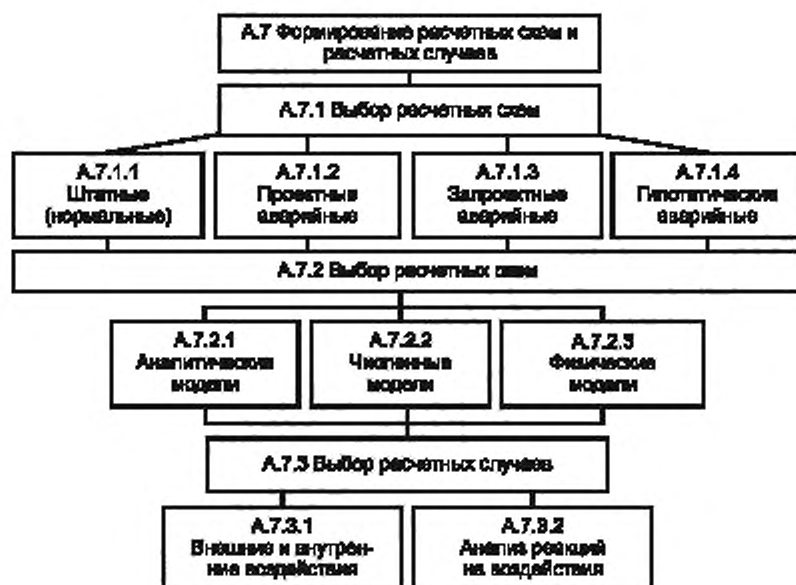 А.7 Формирование расчетных схем и
расчетных случаев
А.7.1 Выбор расчетных схем
А.7.1.1
Штатные
(нормальные)
А.7.1.2
Проектные
аварийные
А.7.1.3
Запроектные
аварийные
А.7.1.4
Гипотетические
аварийные
А.7.2 Выбор расчетных схем
А.7.2.1
Аналитические
модели
А.7.2.2
Численные
модели
А.7.2.3
Физические
модели
А.7.3 Выбор расчетных случаев
А.7.3.1
Внешние и внутрен-
ние воздействия
А.7.3.2
Анализ реакций
на воздействия